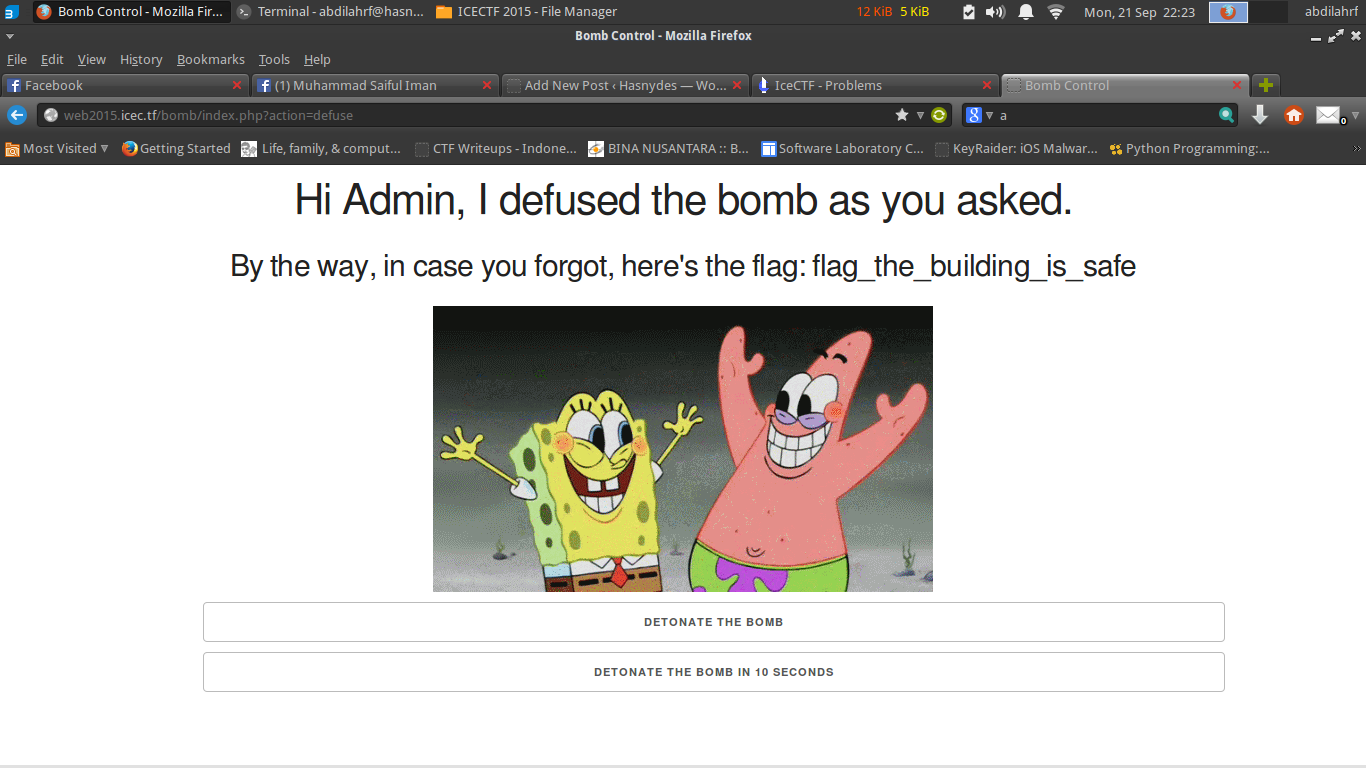 Bomb Control - Mozilla Fir... Terminal - abdilahrf@hasn... ICECTF 2015 - File Manager 12 KiB 5 KiB Mon, 21 Sep 22:23 abdilahrf
Bomb Control - Mozilla Firefox
File Edit View History Bookmarks Tools Help
Facebook (1) Muhammad Saiful Iman Add New Post ‹ Hasnydes — Wo... IceCTF - Problems Bomb Control
web2015.icec.tf/bomb/index.php?action=defuse a 0
Most Visited Getting Started Life, family, & comput... CTF Writeups - Indone... BINA NUSANTARA :: B... Software Laboratory C... KeyRaider: iOS Malwar... Python Programming:...
Hi Admin, I defused the bomb as you asked.
By the way, in case you forgot, here's the flag: flag_the_building_is_safe
DETONATE THE BOMB
DETONATE THE BOMB IN 10 SECONDS